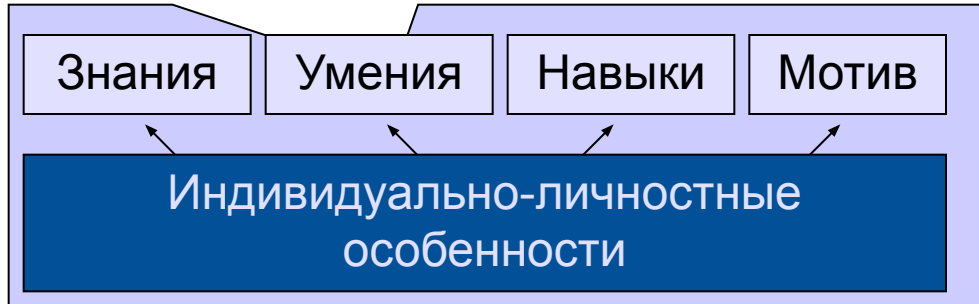 Знания Умения Навыки Мотив
Индивидуально-личностные
особенности